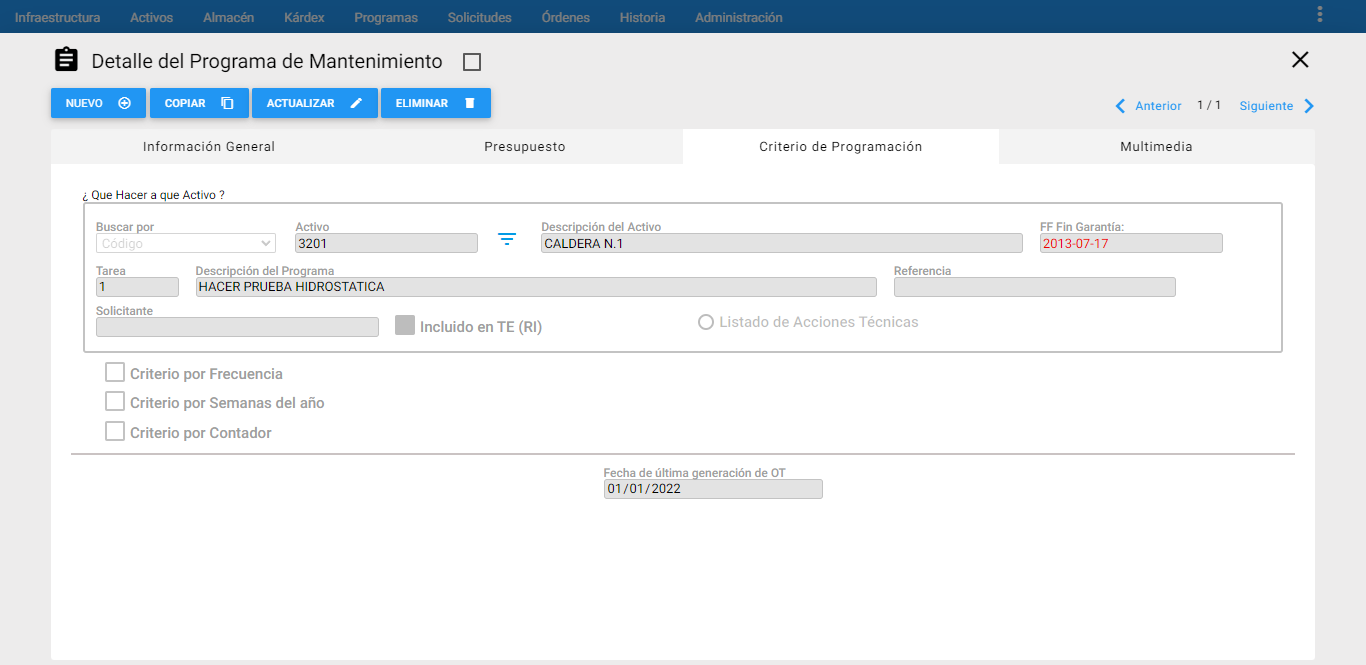 Infraestructura Activos Almacén Kárdex Programas Solicitudes Órdenes Historia Administración
Detalle del Programa de Mantenimiento
NUEVO COPIAR ACTUALIZAR ELIMINAR
Anterior 1 / 1 Siguiente
Información General Presupuesto Criterio de Programación Multimedia
¿ Que Hacer a que Activo ?
Buscar por Activo Descripción del Activo FF Fin Garantía:
Código 3201 CALDERA N.1 2013-07-17
Tarea Descripción del Programa Referencia
1 HACER PRUEBA HIDROSTATICA
Solicitante
Incluido en TE (RI) Listado de Acciones Técnicas
Criterio por Frecuencia
Criterio por Semanas del año
Criterio por Contador
Fecha de última generación de OT
01/01/2022